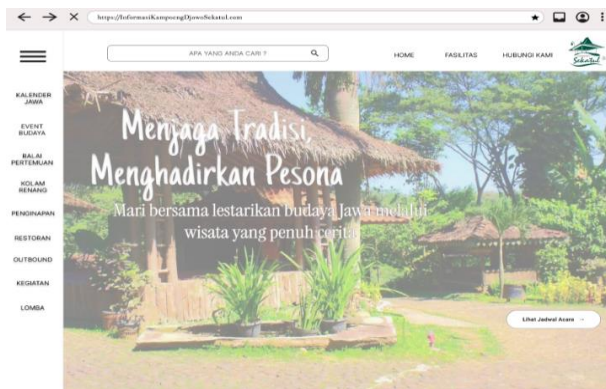 https://InformasiKampoengDjowoSekatul.com
APA YANG ANDA CARI ?
HOME
FASILITAS
HUBUNGI KAMI
Sekatul
KALENDER
JAWA
EVENT
BUDAYA
BALAI
PERTEMUAN
KOLAM
RENANG
PENGINAPAN
RESTORAN
OUTBOUND
KEGIATAN
LOMBA
Menjaga Tradisi,
Menghadirkan Pesona
Mari bersama lestarikan budaya Jawa melalui
wisata yang penuh cerita
Lihat Jadwal Acara →